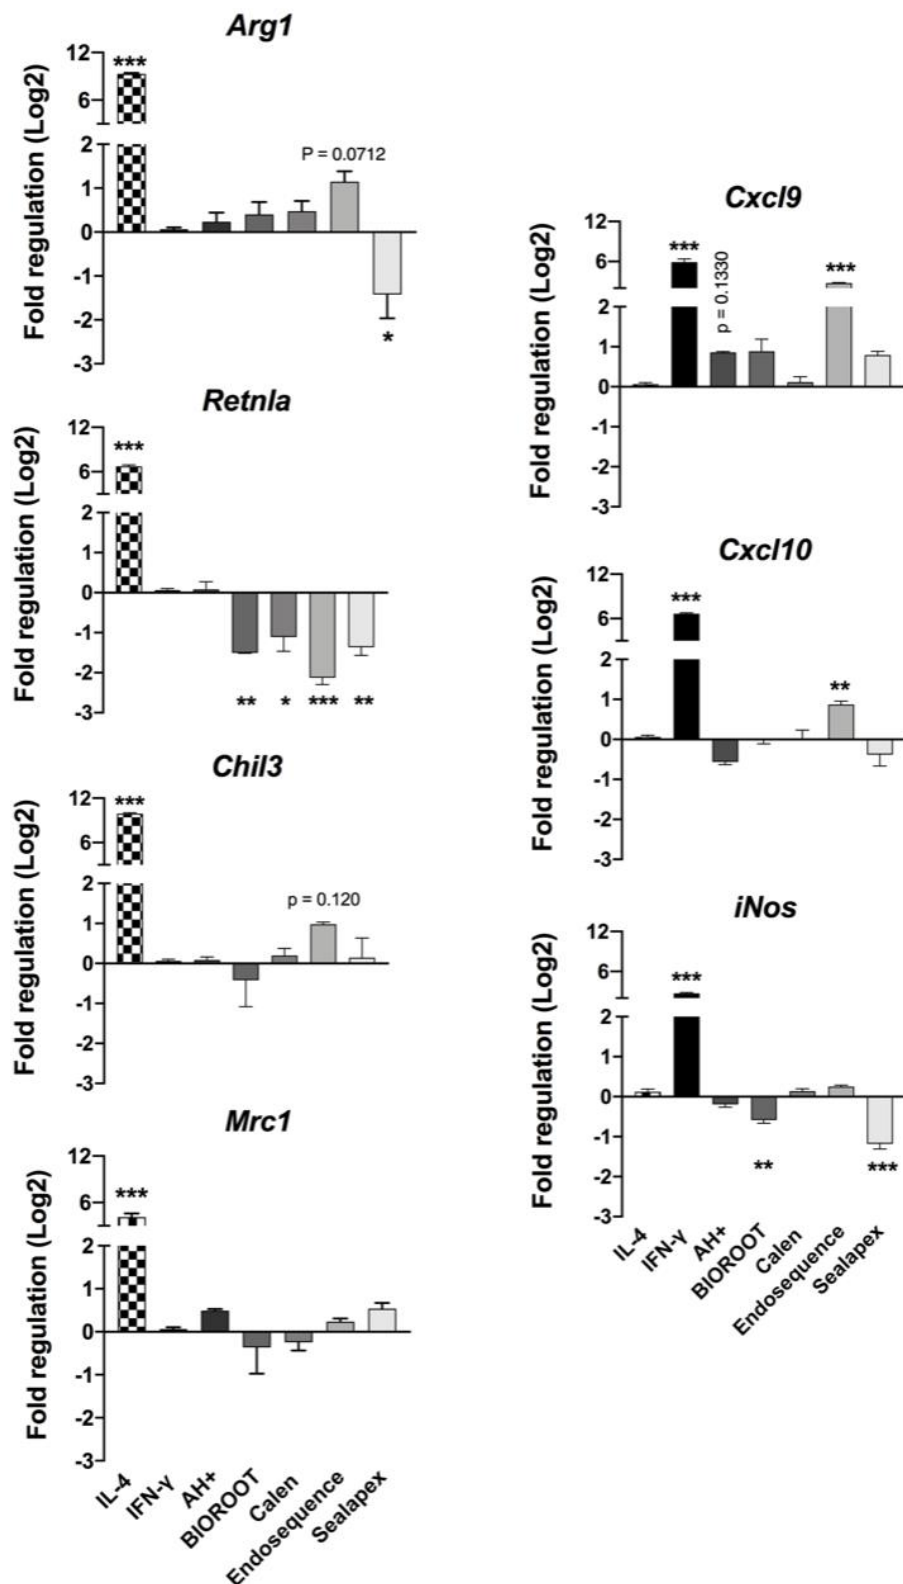 Arg1
Fold regulation (Log2)
12
6
2
1
0
-1
-2
-3
***
P = 0.0712
*
Retnla
Fold regulation (Log2)
12
6
2
1
0
-1
-2
-3
***
** * *** **
Chil3
Fold regulation (Log2)
12
6
2
1
0
-1
-2
-3
***
p = 0.120
Mrc1
Fold regulation (Log2)
12
6
2
1
0
-1
-2
-3
***
IL-4
IFN-γ
AH+
BIOROOT
Calen
Endosequence
Sealapex
Cxcl9
Fold regulation (Log2)
12
6
2
1
0
-1
-2
-3
***
p = 0.1330
***
Cxcl10
Fold regulation (Log2)
12
6
2
1
0
-1
-2
-3
***
**
iNos
Fold regulation (Log2)
12
6
2
1
0
-1
-2
-3
***
**
***
IL-4
IFN-γ
AH+
BIOROOT
Calen
Endosequence
Sealapex